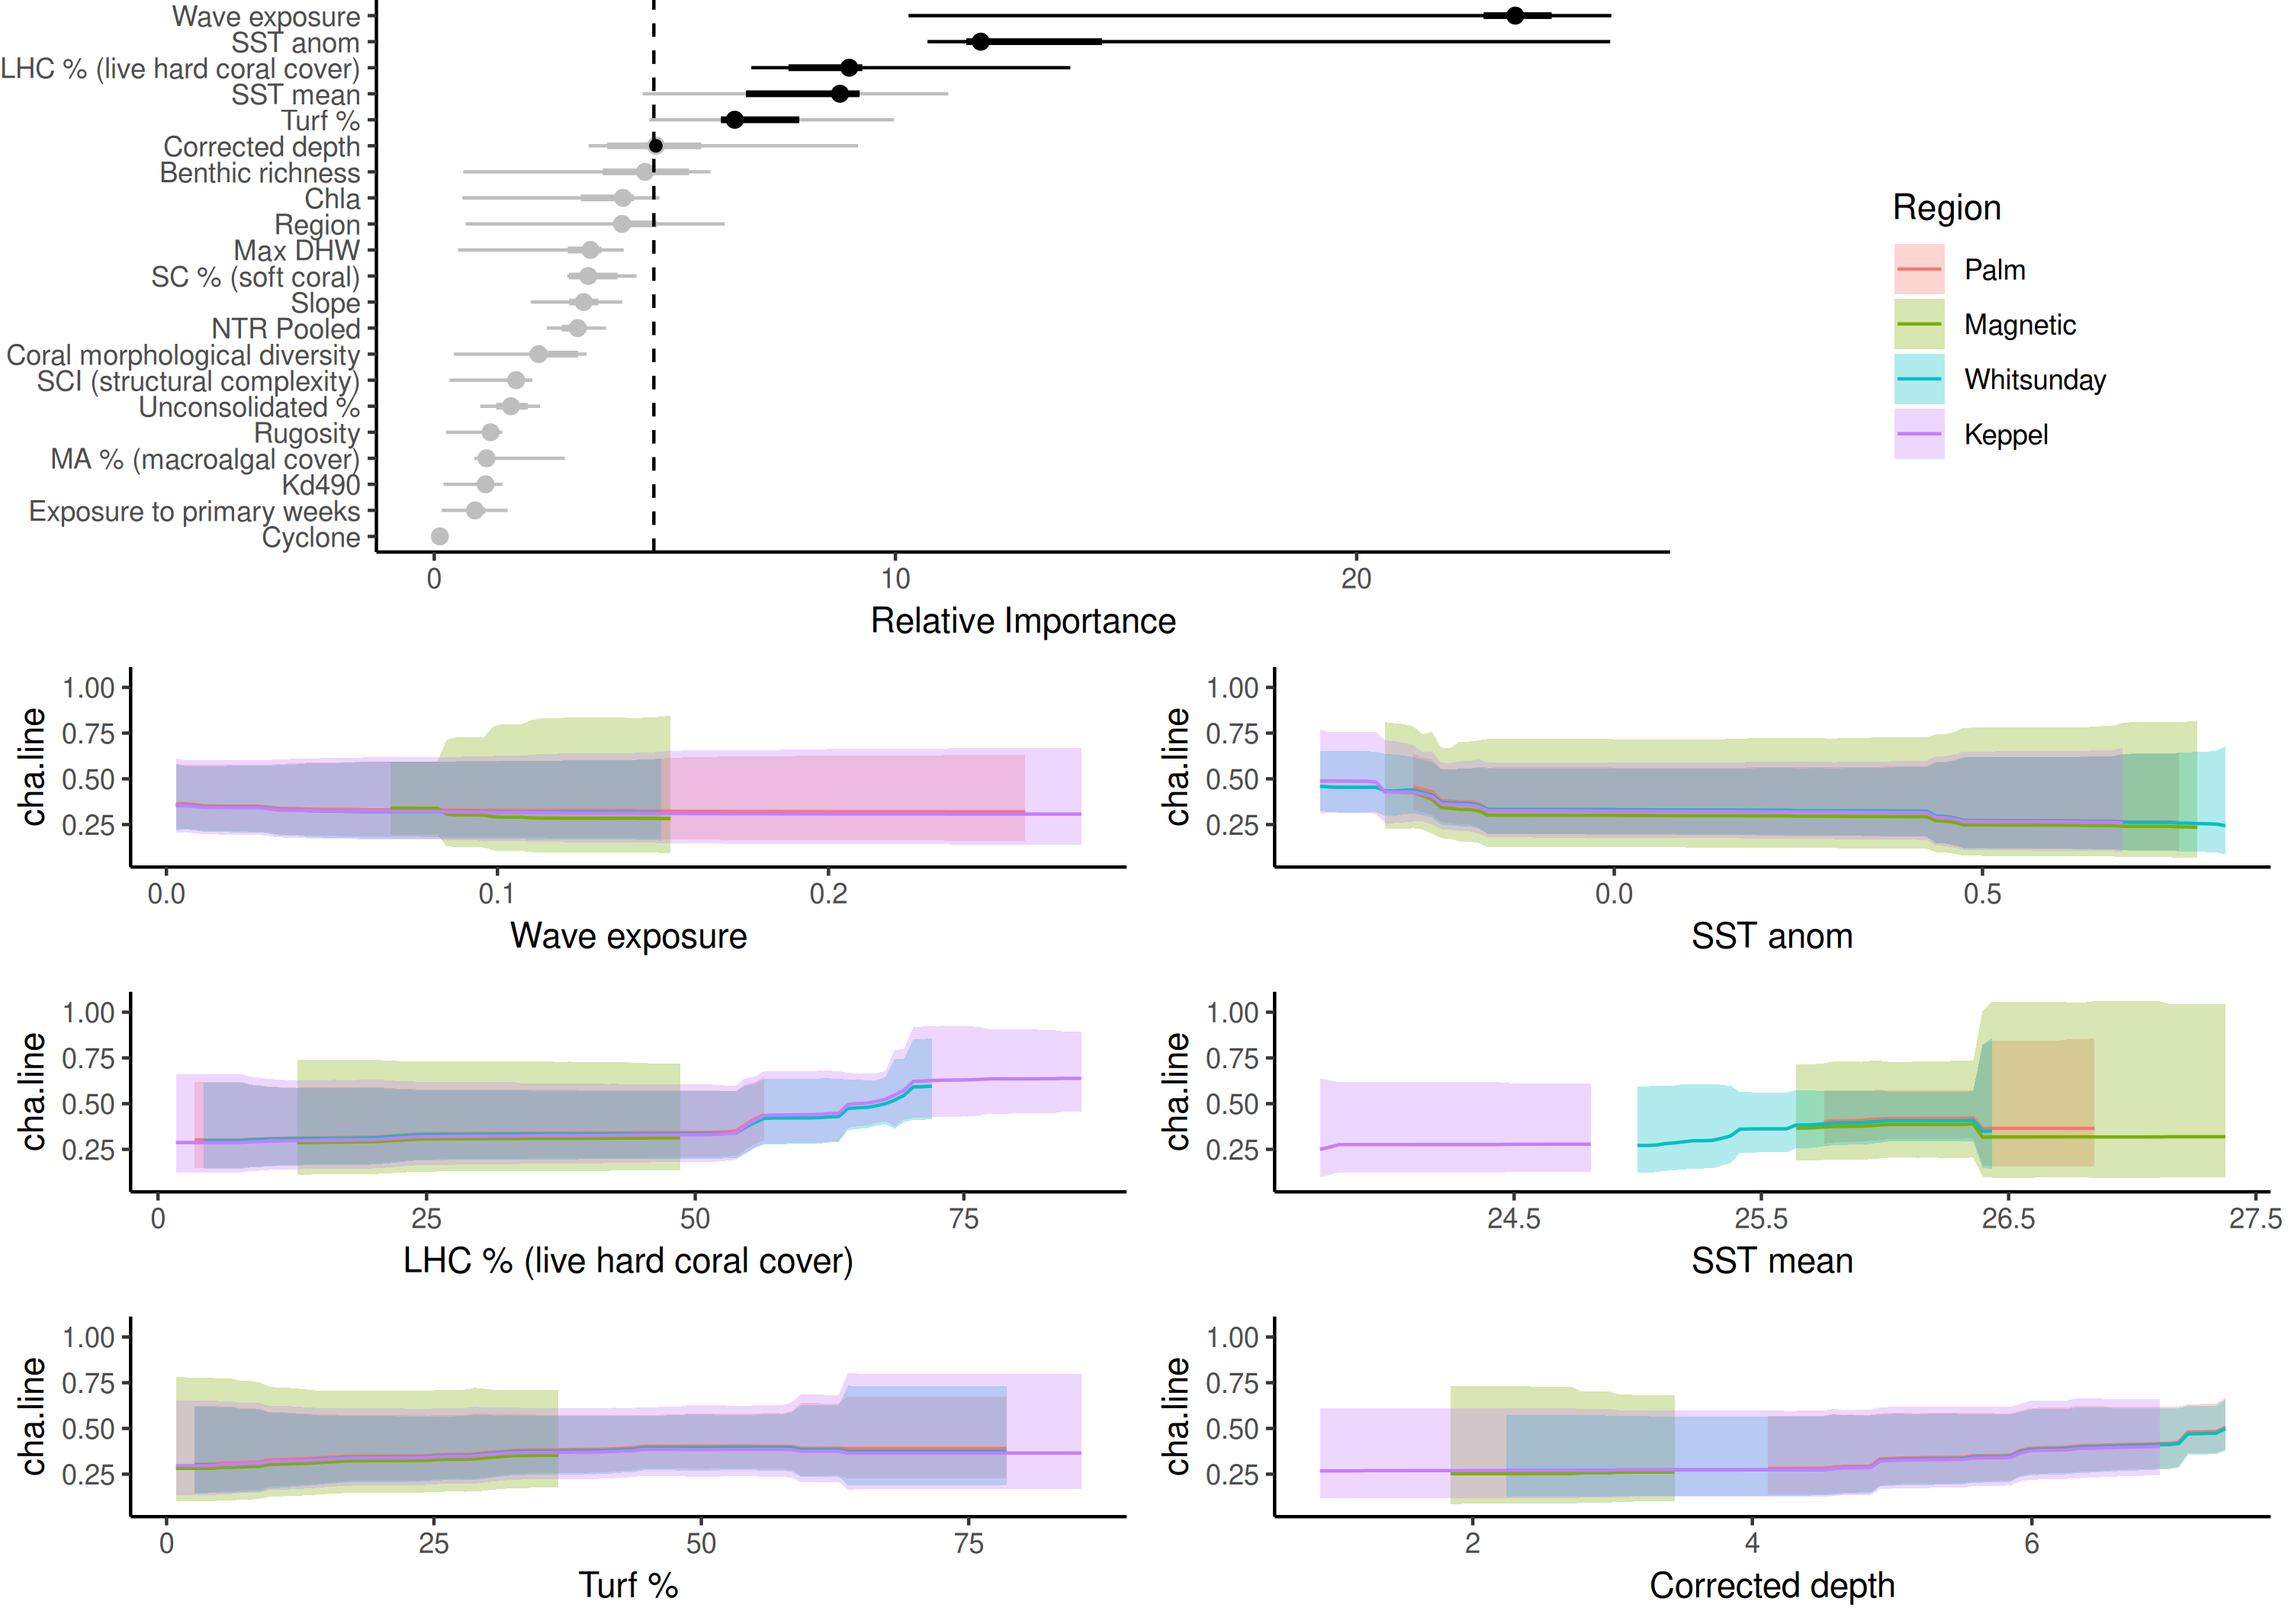 Wave exposure
SST anom
LHC % (live hard coral cover)
SST mean
Turf %
Corrected depth
Benthic richness
Chla
Region
Max DHW
SC % (soft coral)
Slope
NTR Pooled
Coral morphological diversity
SCI (structural complexity)
Unconsolidated %
Rugosity
MA % (macroalgal cover)
Kd490
Exposure to primary weeks
Cyclone
0 10 20
Relative Importance
Region
Palm
Magnetic
Whitsunday
Keppel
1.00
0.75
0.50
0.25
cha.line
0.0 0.1 0.2
Wave exposure
1.00
0.75
0.50
0.25
cha.line
0.0 0.5
SST anom
1.00
0.75
0.50
0.25
cha.line
0 25 50 75
LHC % (live hard coral cover)
1.00
0.75
0.50
0.25
cha.line
24.5 25.5 26.5 27.5
SST mean
1.00
0.75
0.50
0.25
cha.line
0 25 50 75
Turf %
1.00
0.75
0.50
0.25
cha.line
2 4 6
Corrected depth